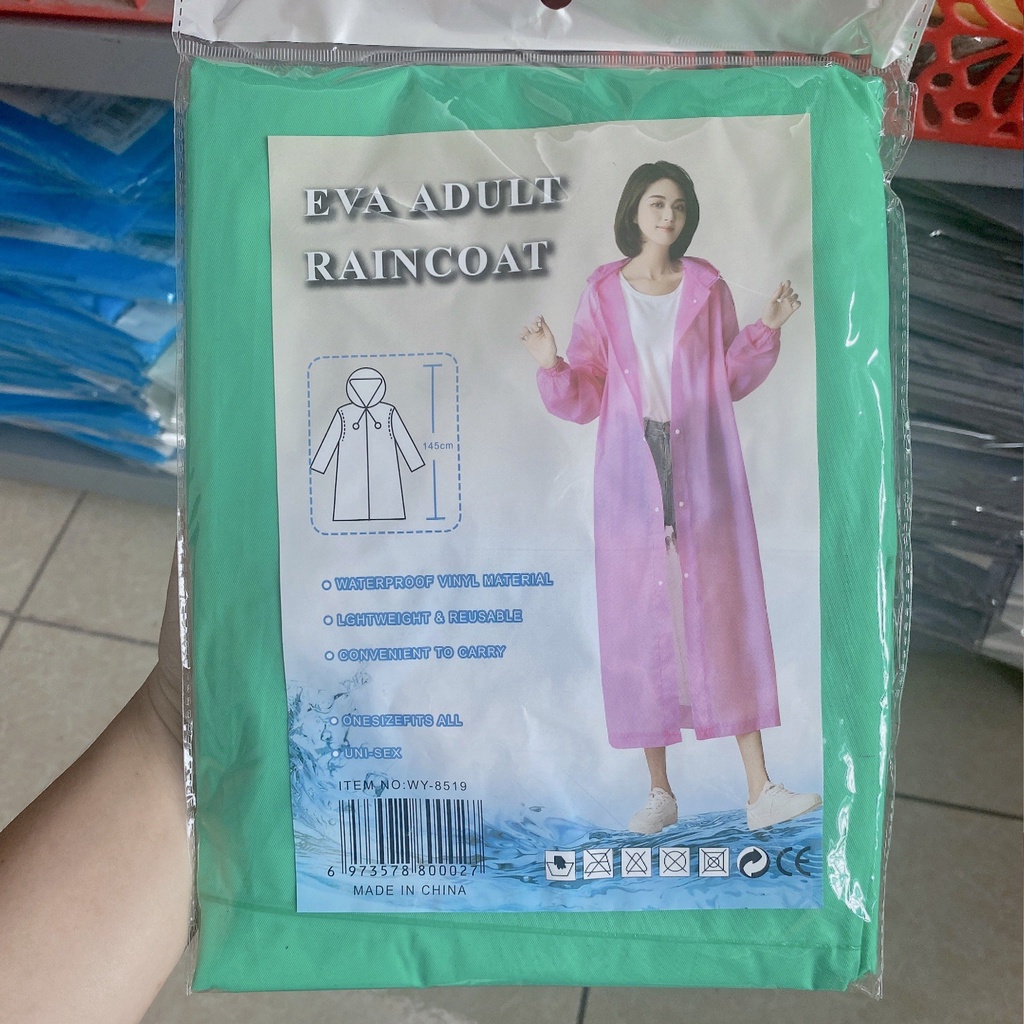 EVA ADULT
RAINCOAT
145cm
WATERPROOF VINYL MATERIAL
LGHTWEIGHT & REUSABLE
CONVENIENT TO CARRY
ONESIZEFITS ALL
UNI-SEX
ITEM NO:WY-8519
6 973578 800027
MADE IN CHINA
CE